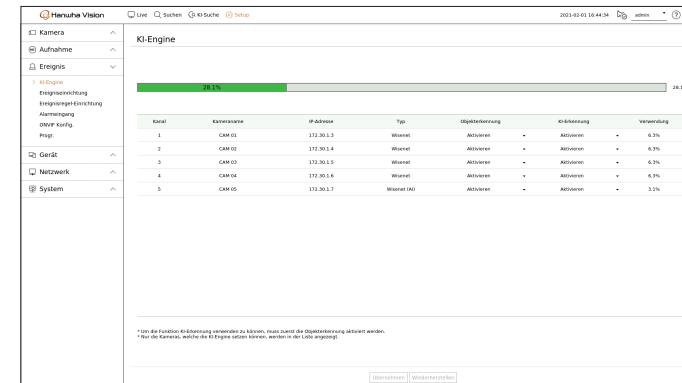 Hanwha Vision
Live Suchen KI-Suche Setup
2021-02-01 16:44:34 admin ?
Kamera
Aufnahme
Ereignis
> KI-Engine
Ereigniseinrichtung
Ereignisregel-Einrichtung
Alarmeingang
ONVIF Konfig.
Progr.
Gerät
Netzwerk
System
KI-Engine
28.1%
28.1
Kanal Kameraname IP-Adresse Typ Objekterkennung KI-Erkennung Verwendung
1 CAM 01 172.30.1.3 Wisenet Aktivieren Aktivieren 6.3%
2 CAM 02 172.30.1.4 Wisenet Aktivieren Aktivieren 6.3%
3 CAM 03 172.30.1.5 Wisenet Aktivieren Aktivieren 6.3%
4 CAM 04 172.30.1.6 Wisenet Aktivieren Aktivieren 6.3%
5 CAM 05 172.30.1.7 Wisenet (AI) Aktivieren Aktivieren 3.1%
* Um die Funktion KI-Erkennung verwenden zu können, muss zuerst die Objekterkennung aktiviert werden.
* Nur die Kameras, welche die KI-Engine setzen können, werden in der Liste angezeigt.
Übernehmen Wiederherstellen